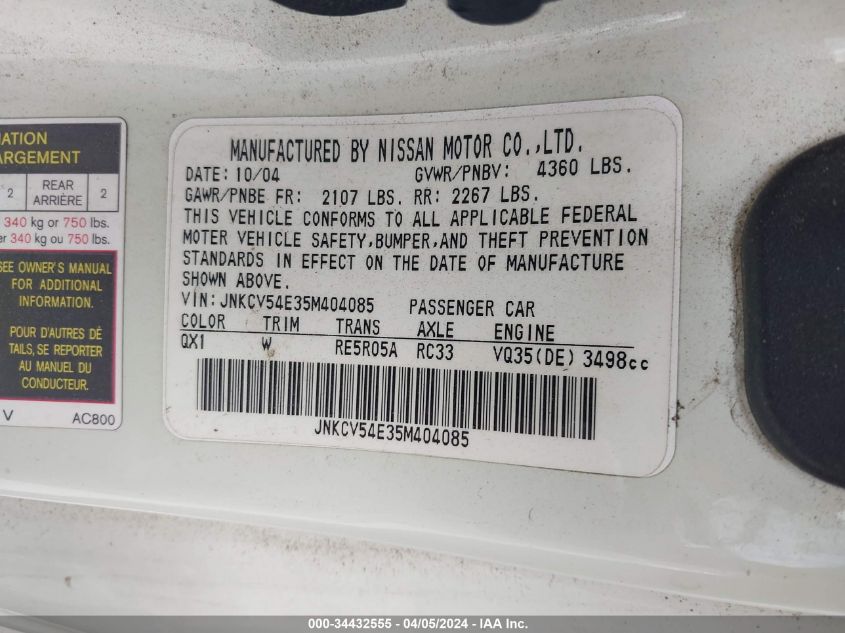 MANUFACTURED BY NISSAN MOTOR CO.,LTD.
DATE: 10/04 GVWR/PNBV: 4360 LBS.
GAWR/PNBE FR: 2107 LBS. RR: 2267 LBS.
THIS VEHICLE CONFORMS TO ALL APPLICABLE FEDERAL
MOTER VEHICLE SAFETY,BUMPER,AND THEFT PREVENTION
STANDARDS IN EFFECT ON THE DATE OF MANUFACTURE
SHOWN ABOVE.
VIN:JNKCV54E35M404085 PASSENGER CAR
COLOR TRIM TRANS AXLE ENGINE
QX1 W RE5R05A RC33 VQ35(DE) 3498cc
JNKCV54E35M404085
2 REAR ARRIÈRE 2
340 kg or 750 lbs.
340 kg ou 750 lbs.
SEE OWNER'S MANUAL
FOR ADDITIONAL
INFORMATION.
POUR D'AUTRES DÉ
TAILS,SE REPORTER
AU MANUEL DU
CONDUCTEUR.
V AC800
000-34432555 - 04/05/2024 - IAA Inc.